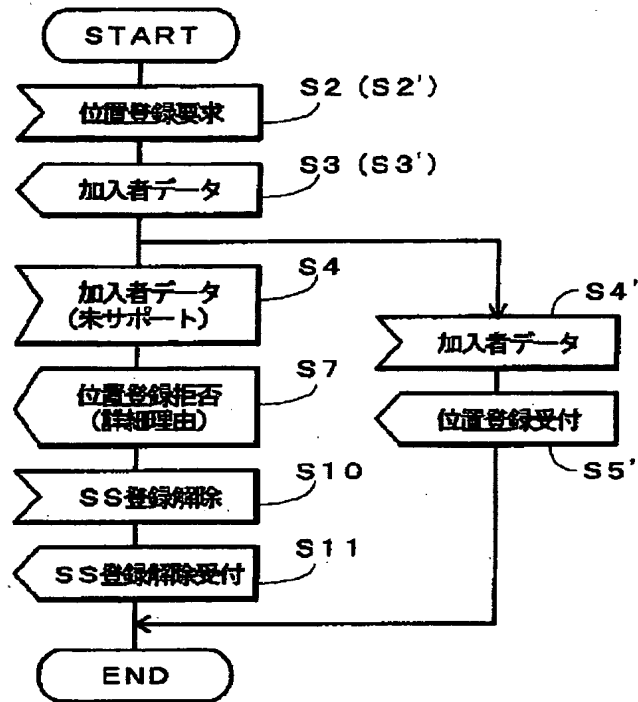 START
位置登録要求
S2 (S2')
加入者データ
S3 (S3')
加入者データ
(未サポート)
S4
加入者データ
S4'
位置登録拒否
(詳細理由)
S7
位置登録受付
S5'
SS登録解除
S10
SS登録解除受付
S11
END